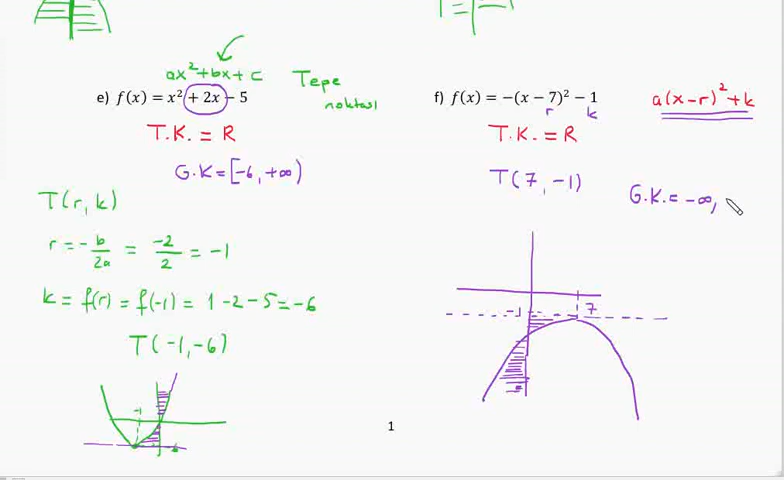 ax²+bx+c
Tepe
noktası
e) f(x) = x² + 2x − 5
T.K. = R
G.K = [-6, +∞)
T(r, k)
r = -b/2a = -2/2 = -1
k = f(r) = f(-1) = 1-2-5 = -6
T(-1, -6)
-1
f) f(x) = −(x − 7)² − 1
r k
a(x-r)²+k
T.K. = R
T(7, -1)
G.K. = -∞,
-1
7
1